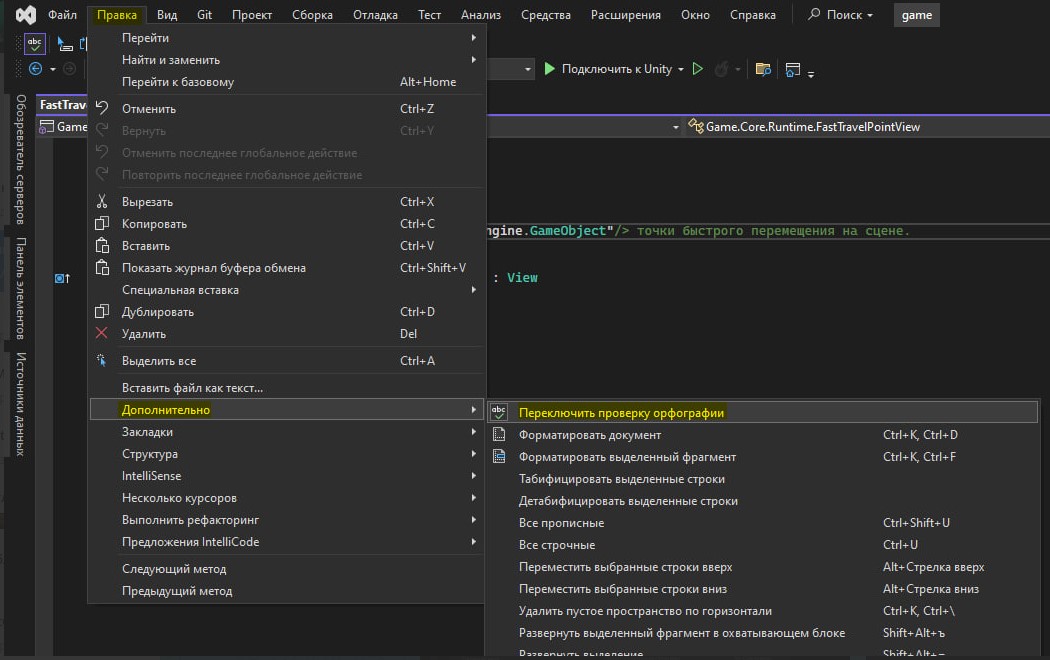 Файл Правка Вид Git Проект Сборка Отладка Тест Анализ Средства Расширения Окно Справка Поиск game
abc
Подключить к Unity
Обозреватель серверов
Панель элементов
Источники данных
FastTrave
Game
Game.Core.Runtime.FastTravelPointView
ngine.GameObject"/> точки быстрого перемещения на сцене.
: View
Перейти
Найти и заменить
Перейти к базовому Alt+Home
Отменить Ctrl+Z
Вернуть Ctrl+Y
Отменить последнее глобальное действие
Повторить последнее глобальное действие
Вырезать Ctrl+X
Копировать Ctrl+C
Вставить Ctrl+V
Показать журнал буфера обмена Ctrl+Shift+V
Специальная вставка
Дублировать Ctrl+D
Удалить Del
Выделить все Ctrl+A
Вставить файл как текст...
Дополнительно
Закладки
Структура
IntelliSense
Несколько курсоров
Выполнить рефакторинг
Предложения IntelliCode
Следующий метод
Предыдущий метод
abc Переключить проверку орфографии
Форматировать документ Ctrl+K, Ctrl+D
Форматировать выделенный фрагмент Ctrl+K, Ctrl+F
Табифицировать выделенные строки
Детабифицировать выделенные строки
Все прописные Ctrl+Shift+U
Все строчные Ctrl+U
Переместить выбранные строки вверх Alt+Стрелка вверх
Переместить выбранные строки вниз Alt+Стрелка вниз
Удалить пустое пространство по горизонтали Ctrl+K, Ctrl+\
Развернуть выделенный фрагмент в охватывающем блоке Shift+Alt+ъ
Развернуть выделение Shift+Alt+=